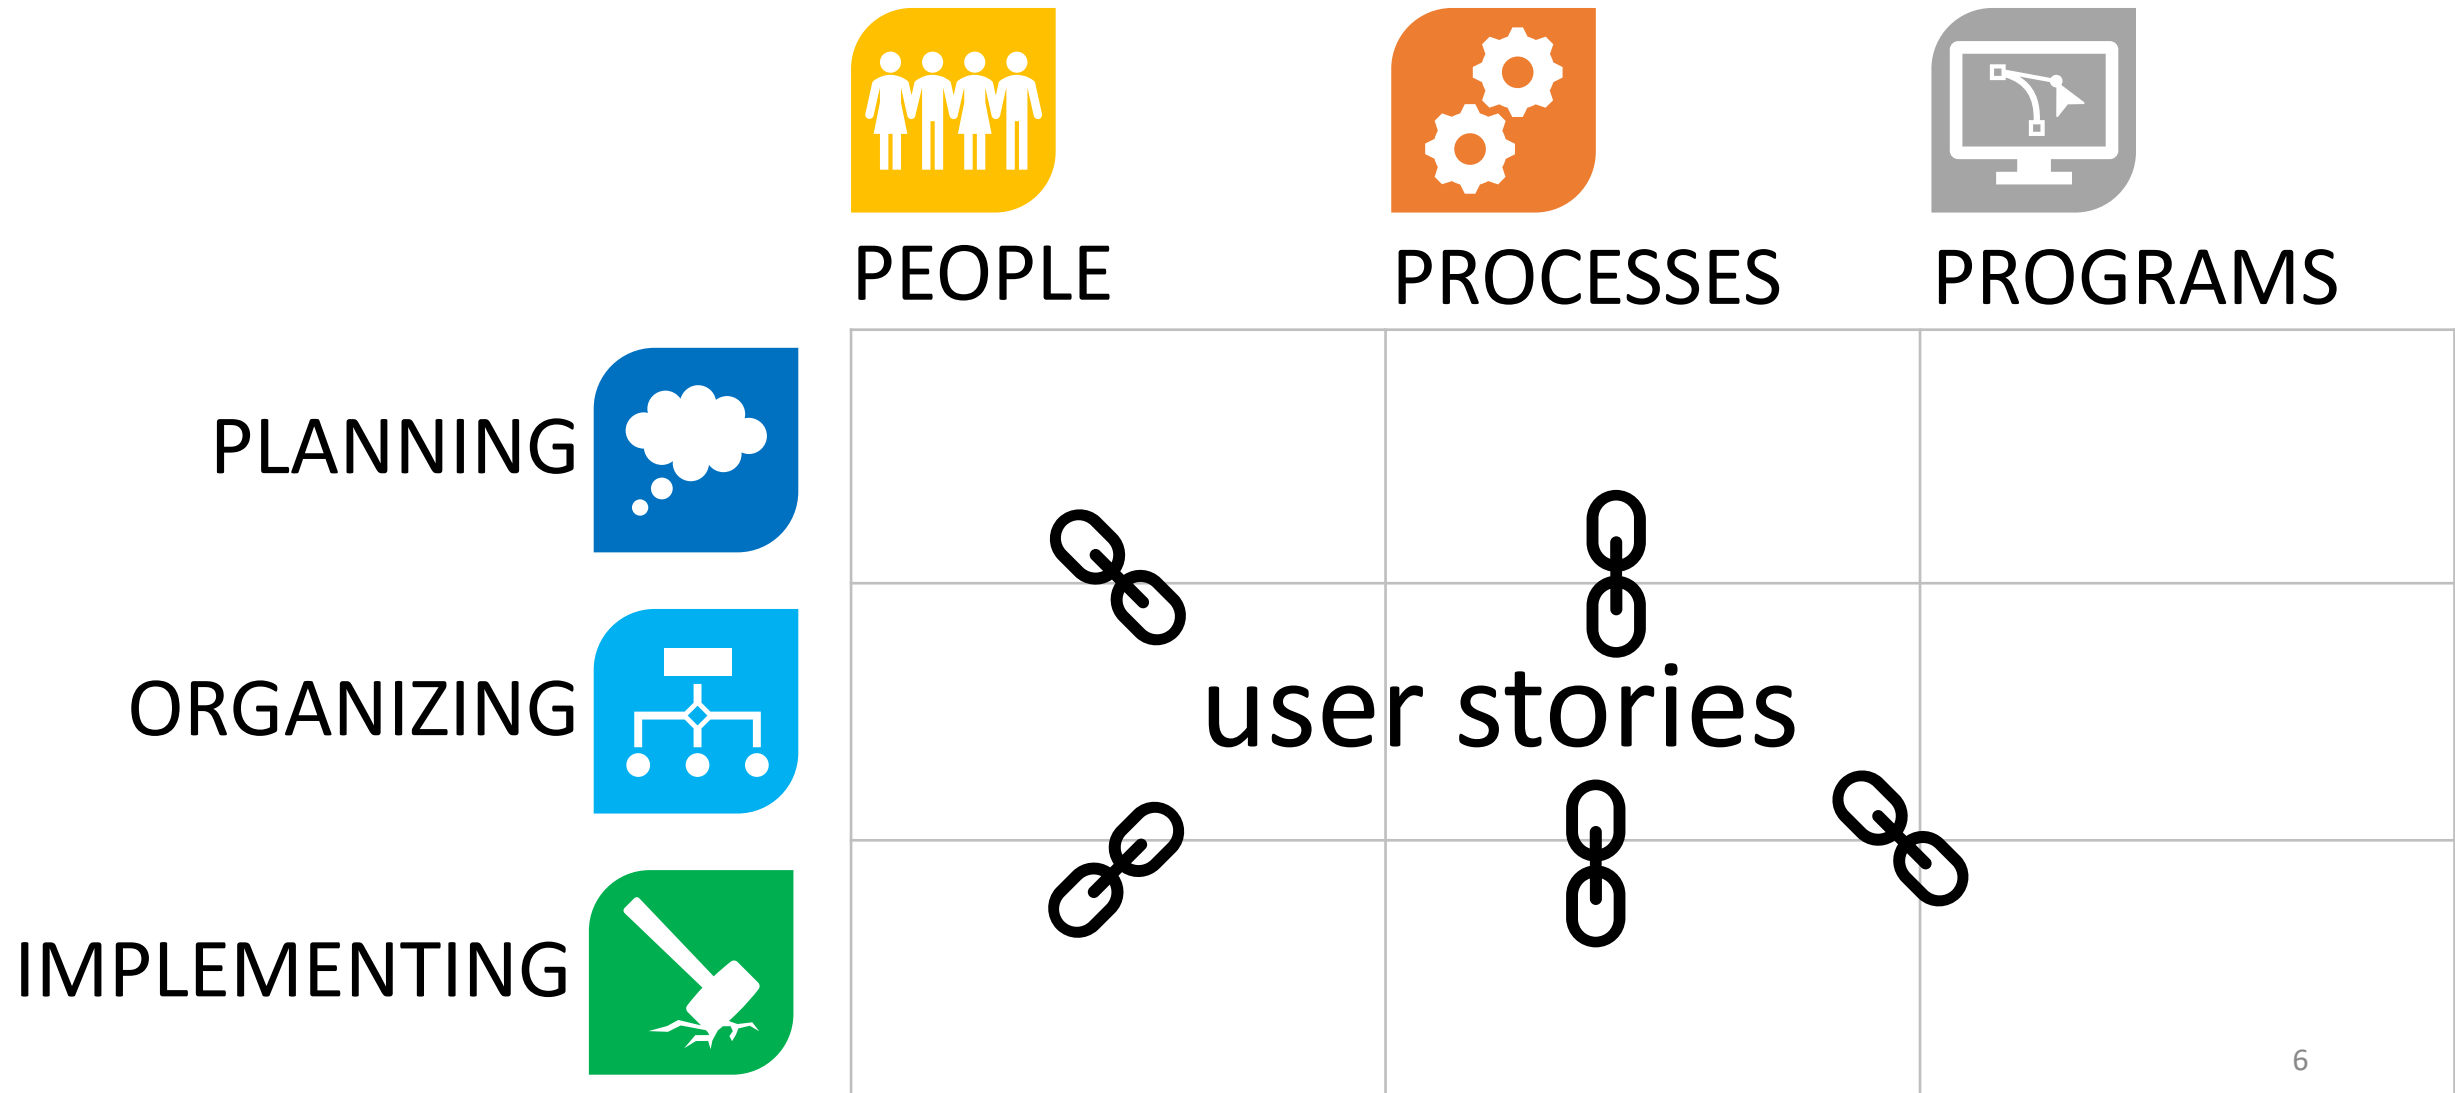 PEOPLE
PROCESSES
PROGRAMS
PLANNING
ORGANIZING
user stories
IMPLEMENTING
6